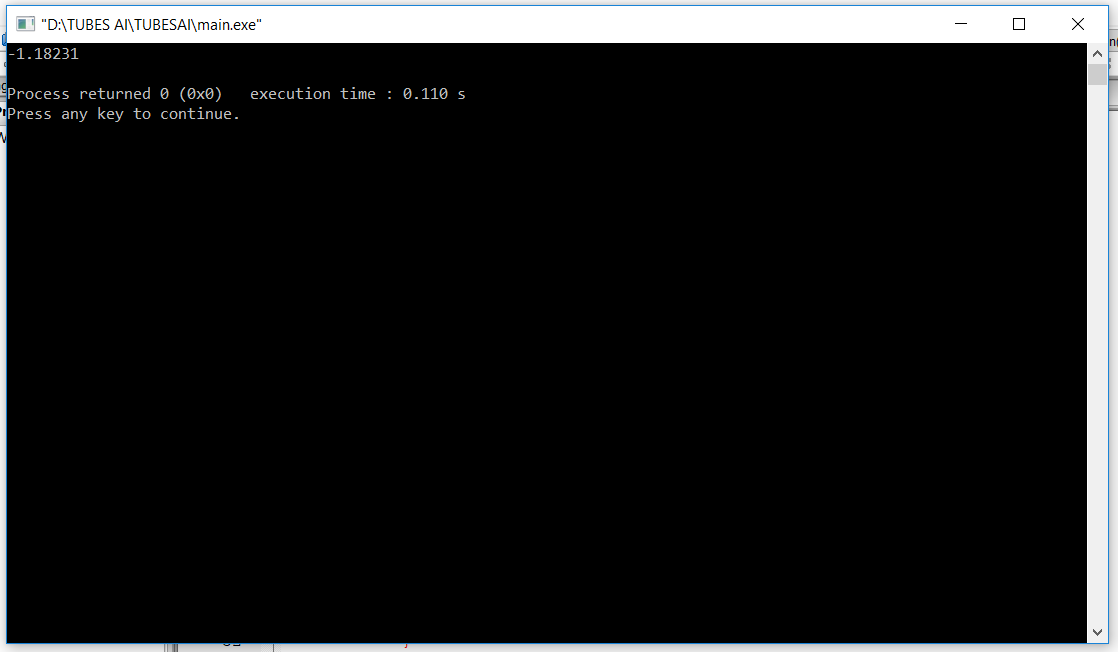 "D:\TUBES AI\TUBESAI\main.exe"
-1.18231
Process returned 0 (0x0)   execution time : 0.110 s
Press any key to continue.